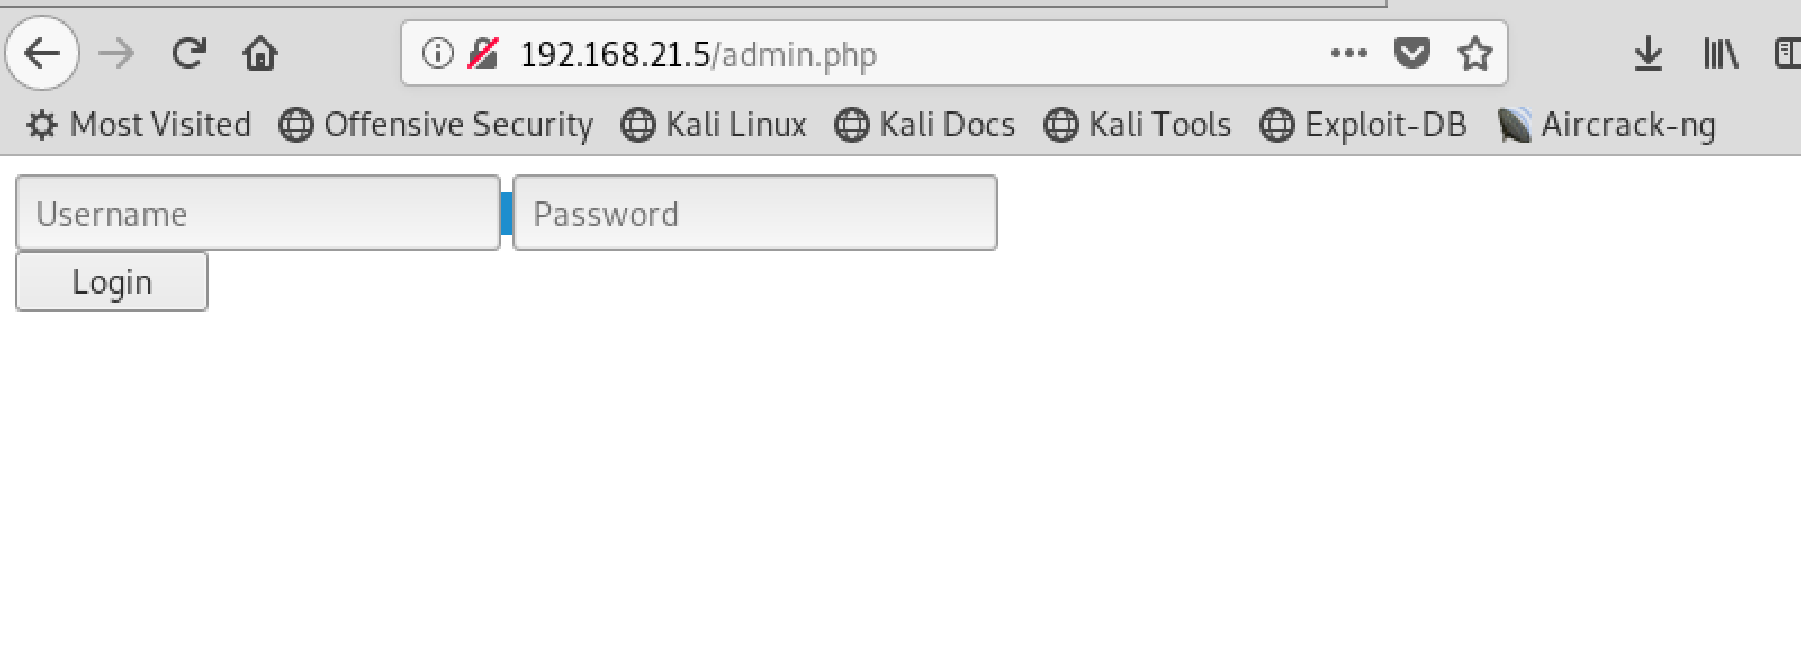 192.168.21.5/admin.php
Most Visited Offensive Security Kali Linux Kali Docs Kali Tools Exploit-DB Aircrack-ng
Username Password
Login